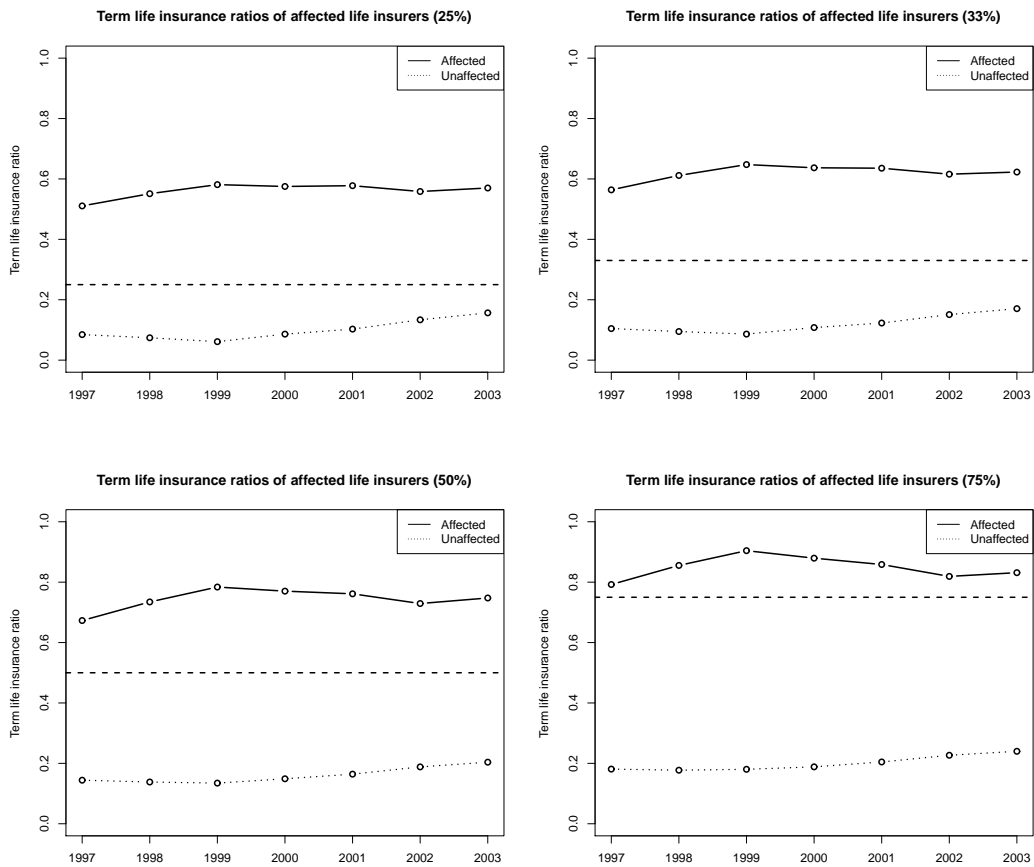 Term life insurance ratios of affected life insurers (25%)
Affected
Unaffected
Term life insurance ratio
0.0 0.2 0.4 0.6 0.8 1.0
1997 1998 1999 2000 2001 2002 2003
Term life insurance ratios of affected life insurers (33%)
Affected
Unaffected
Term life insurance ratio
0.0 0.2 0.4 0.6 0.8 1.0
1997 1998 1999 2000 2001 2002 2003
Term life insurance ratios of affected life insurers (50%)
Affected
Unaffected
Term life insurance ratio
0.0 0.2 0.4 0.6 0.8 1.0
1997 1998 1999 2000 2001 2002 2003
Term life insurance ratios of affected life insurers (75%)
Affected
Unaffected
Term life insurance ratio
0.0 0.2 0.4 0.6 0.8 1.0
1997 1998 1999 2000 2001 2002 2003